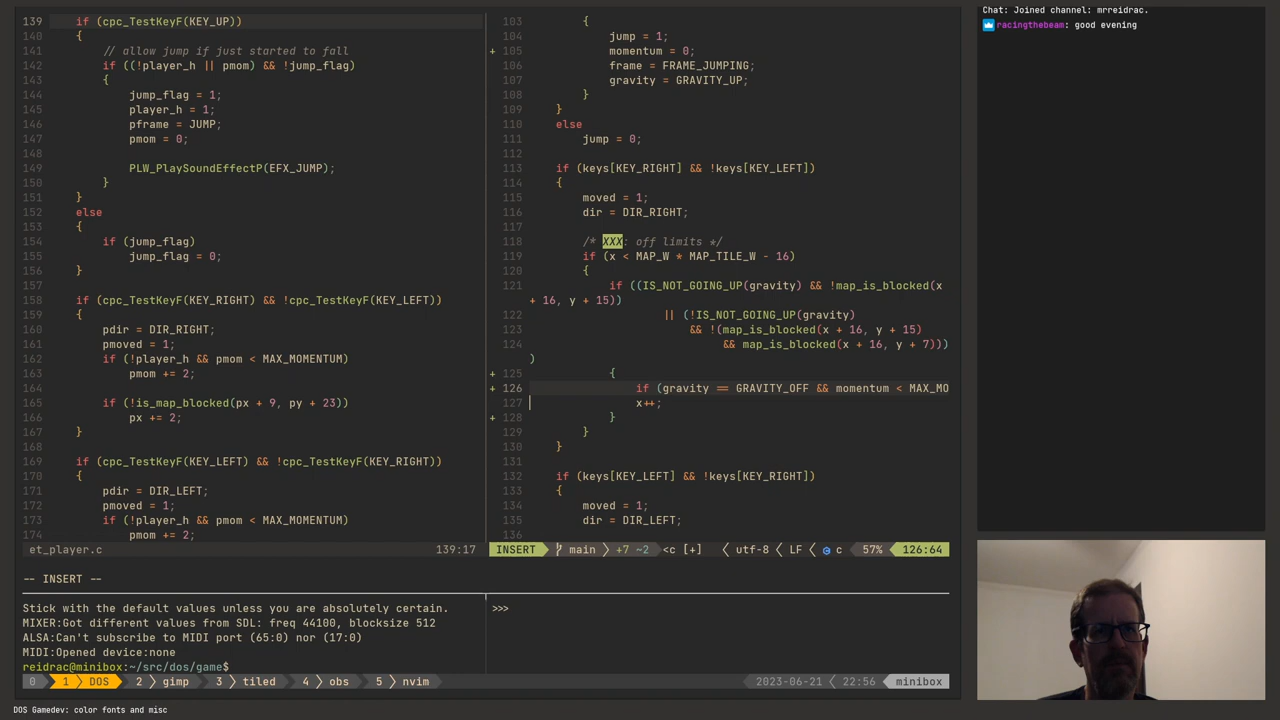 139     if (cpc_TestKeyF(KEY_UP))
140     {
141         // allow jump if just started to fall
142         if ((!player_h || pmom) && !jump_flag)
143         {
144             jump_flag = 1;
145             player_h = 1;
146             pframe = JUMP;
147             pmom = 0;
148
149             PLW_PlaySoundEffectP(EFX_JUMP);
150         }
151     }
152     else
153     {
154         if (jump_flag)
155             jump_flag = 0;
156     }
157
158     if (cpc_TestKeyF(KEY_RIGHT) && !cpc_TestKeyF(KEY_LEFT))
159     {
160         pdir = DIR_RIGHT;
161         pmoved = 1;
162         if (!player_h && pmom < MAX_MOMENTUM)
163             pmom += 2;
164
165         if (!is_map_blocked(px + 9, py + 23))
166             px += 2;
167     }
168
169     if (cpc_TestKeyF(KEY_LEFT) && !cpc_TestKeyF(KEY_RIGHT))
170     {
171         pdir = DIR_LEFT;
172         pmoved = 1;
173         if (!player_h && pmom < MAX_MOMENTUM)
174             pmom += 2;
et_player.c 139:17
103         {
104             jump = 1;
+ 105             momentum = 0;
106             frame = FRAME_JUMPING;
107             gravity = GRAVITY_UP;
108         }
109     }
110     else
111         jump = 0;
112
113     if (keys[KEY_RIGHT] && !keys[KEY_LEFT])
114     {
115         moved = 1;
116         dir = DIR_RIGHT;
117
118         /* XXX: off limits */
119         if (x < MAP_W * MAP_TILE_W - 16)
120         {
121             if ((IS_NOT_GOING_UP(gravity) && !map_is_blocked(x
+ 16, y + 15))
122                     || (!IS_NOT_GOING_UP(gravity)
123                         && !(map_is_blocked(x + 16, y + 15)
124                             && map_is_blocked(x + 16, y + 7)))
)
+ 125             {
+ 126                 if (gravity == GRAVITY_OFF && momentum < MAX_MO
127                 x++;
+ 128             }
129         }
130     }
131
132     if (keys[KEY_LEFT] && !keys[KEY_RIGHT])
133     {
134         moved = 1;
135         dir = DIR_LEFT;
136
INSERT main +7 ~2 <c [+] utf-8 LF c 57% 126:64
-- INSERT --
Stick with the default values unless you are absolutely certain.
MIXER:Got different values from SDL: freq 44100, blocksize 512
ALSA:Can't subscribe to MIDI port (65:0) nor (17:0)
MIDI:Opened device:none
reidrac@minibox:~/src/dos/game$
>>>
0 1 DOS 2 gimp 3 tiled 4 obs 5 nvim 2023-06-21 22:56 minibox
DOS Gamedev: color fonts and misc
Chat: Joined channel: mrreidrac.
racingthebeam: good evening